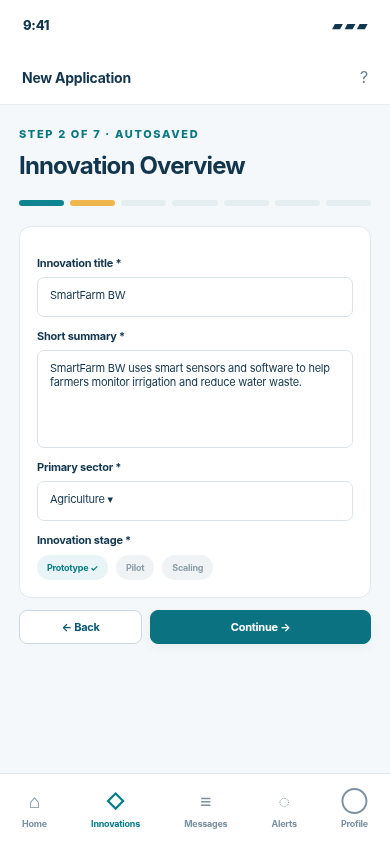 9:41
New Application
?
STEP 2 OF 7 · AUTOSAVED
Innovation Overview
Innovation title *
SmartFarm BW
Short summary *
SmartFarm BW uses smart sensors and software to help
farmers monitor irrigation and reduce water waste.
Primary sector *
Agriculture ▾
Innovation stage *
Prototype ✓ Pilot Scaling
← Back Continue →
Home Innovations Messages Alerts Profile